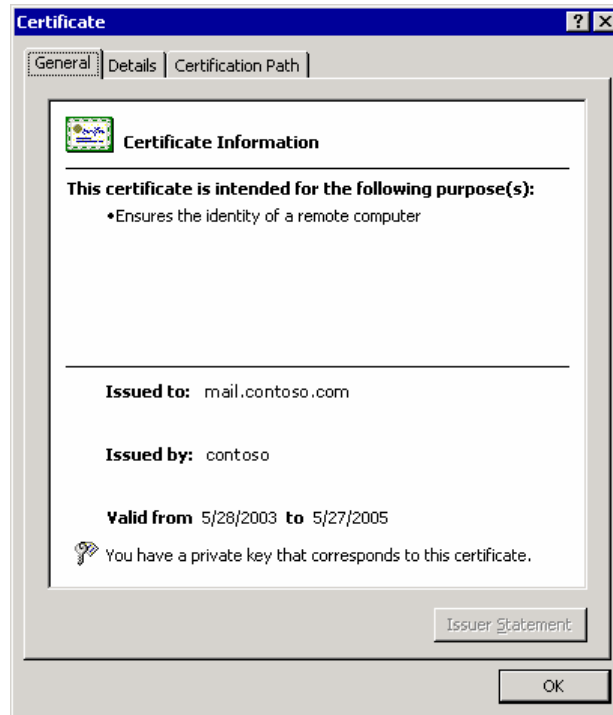 Certificate
General Details Certification Path
Certificate Information
This certificate is intended for the following purpose(s):
•Ensures the identity of a remote computer
Issued to: mail.contoso.com
Issued by: contoso
Valid from 5/28/2003 to 5/27/2005
You have a private key that corresponds to this certificate.
Issuer Statement
OK